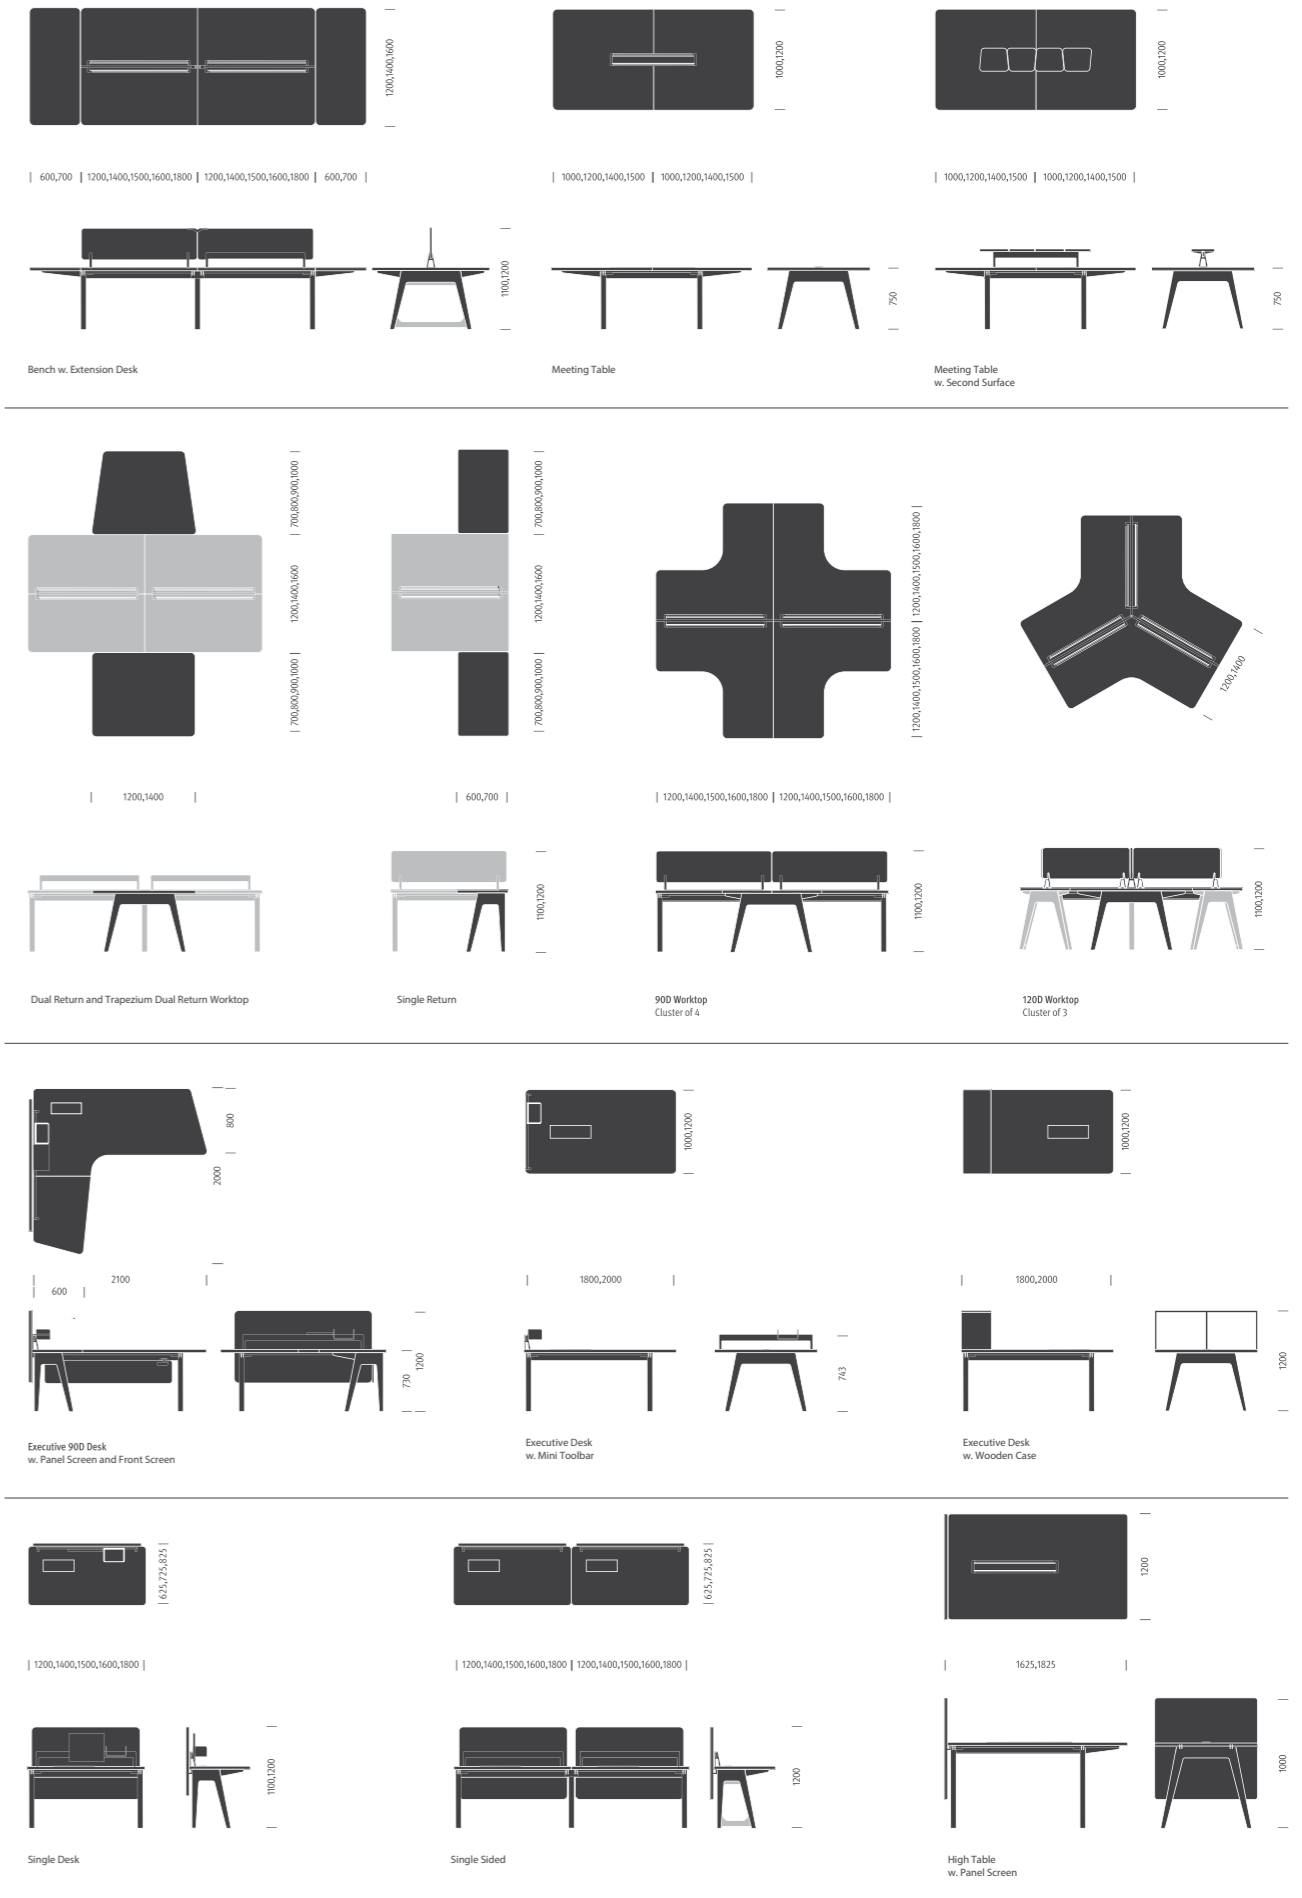 1200,1400,1600
1000,1200
1000,1200
600,700 1200,1400,1500,1600,1800 1200,1400,1500,1600,1800 600,700
1000,1200,1400,1500 1000,1200,1400,1500
1000,1200,1400,1500 1000,1200,1400,1500
1100,1200
750
750
Bench w. Extension Desk
Meeting Table
Meeting Table
w. Second Surface
700,800,900,1000
1200,1400,1600
700,800,900,1000
700,800,900,1000
1200,1400,1600
700,800,900,1000
1200,1400,1500,1600,1800 1200,1400,1500,1600,1800
1200,1400
1200,1400
600,700
1200,1400,1500,1600,1800 1200,1400,1500,1600,1800
1100,1200
1100,1200
1100,1200
Dual Return and Trapezium Dual Return Worktop
Single Return
90D Worktop
Cluster of 4
120D Worktop
Cluster of 3
800
2000
1000,1200
1000,1200
2100
600
1800,2000
1800,2000
730
1200
743
1200
Executive 90D Desk
w. Panel Screen and Front Screen
Executive Desk
w. Mini Toolbar
Executive Desk
w. Wooden Case
625,725,825
625,725,825
1200
1200,1400,1500,1600,1800
1200,1400,1500,1600,1800 1200,1400,1500,1600,1800
1625,1825
1100,1200
1200
1000
Single Desk
Single Sided
High Table
w. Panel Screen